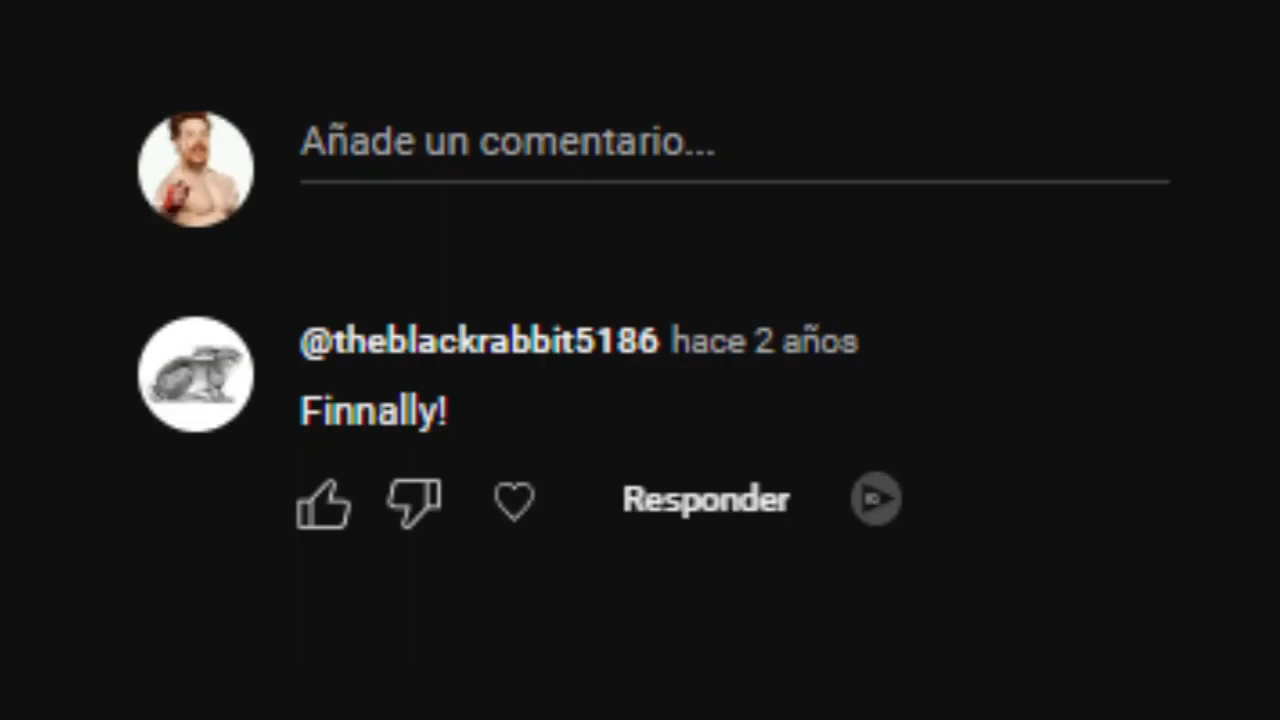 Añade un comentario...
@theblackrabbit5186 hace 2 años
Finnally!
Responder